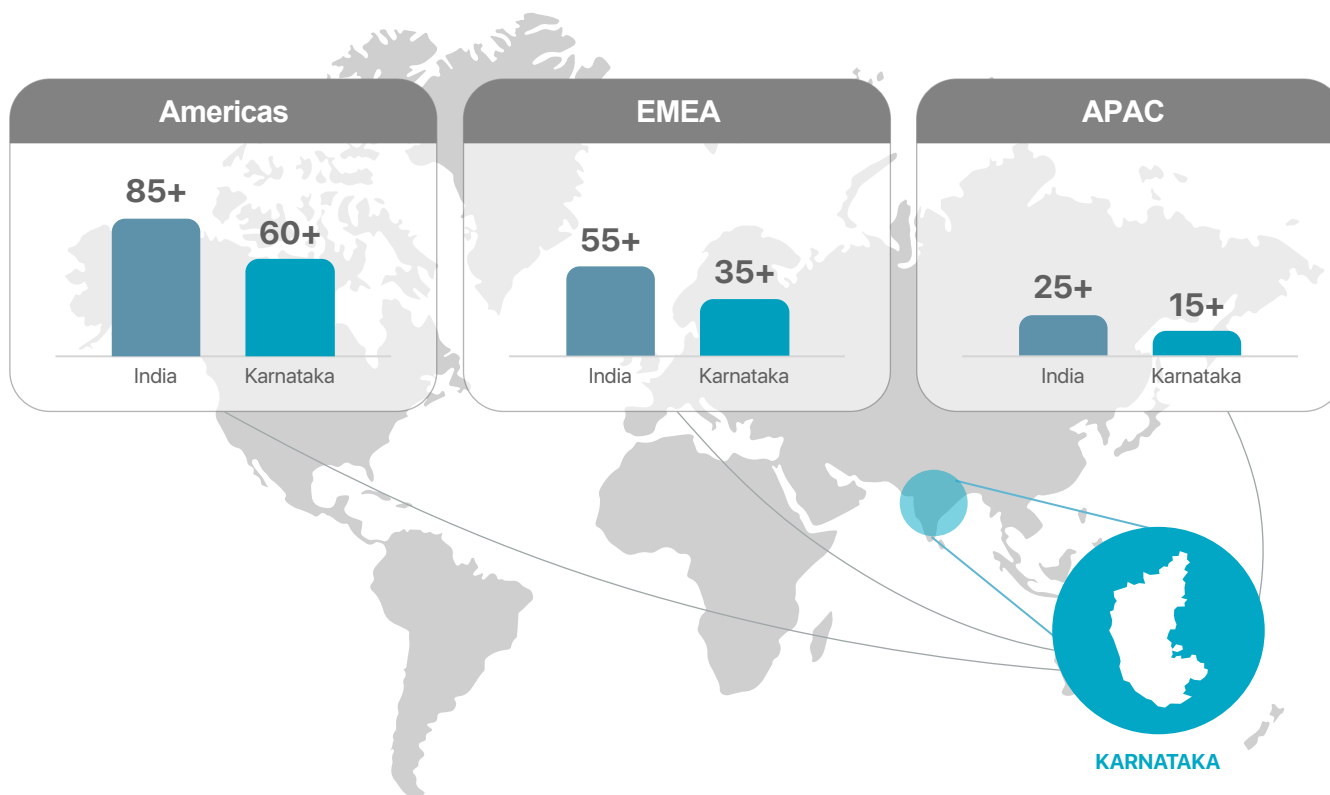 Americas
85+
60+
India
Karnataka
EMEA
55+
35+
India
Karnataka
APAC
25+
15+
India
Karnataka
KARNATAKA